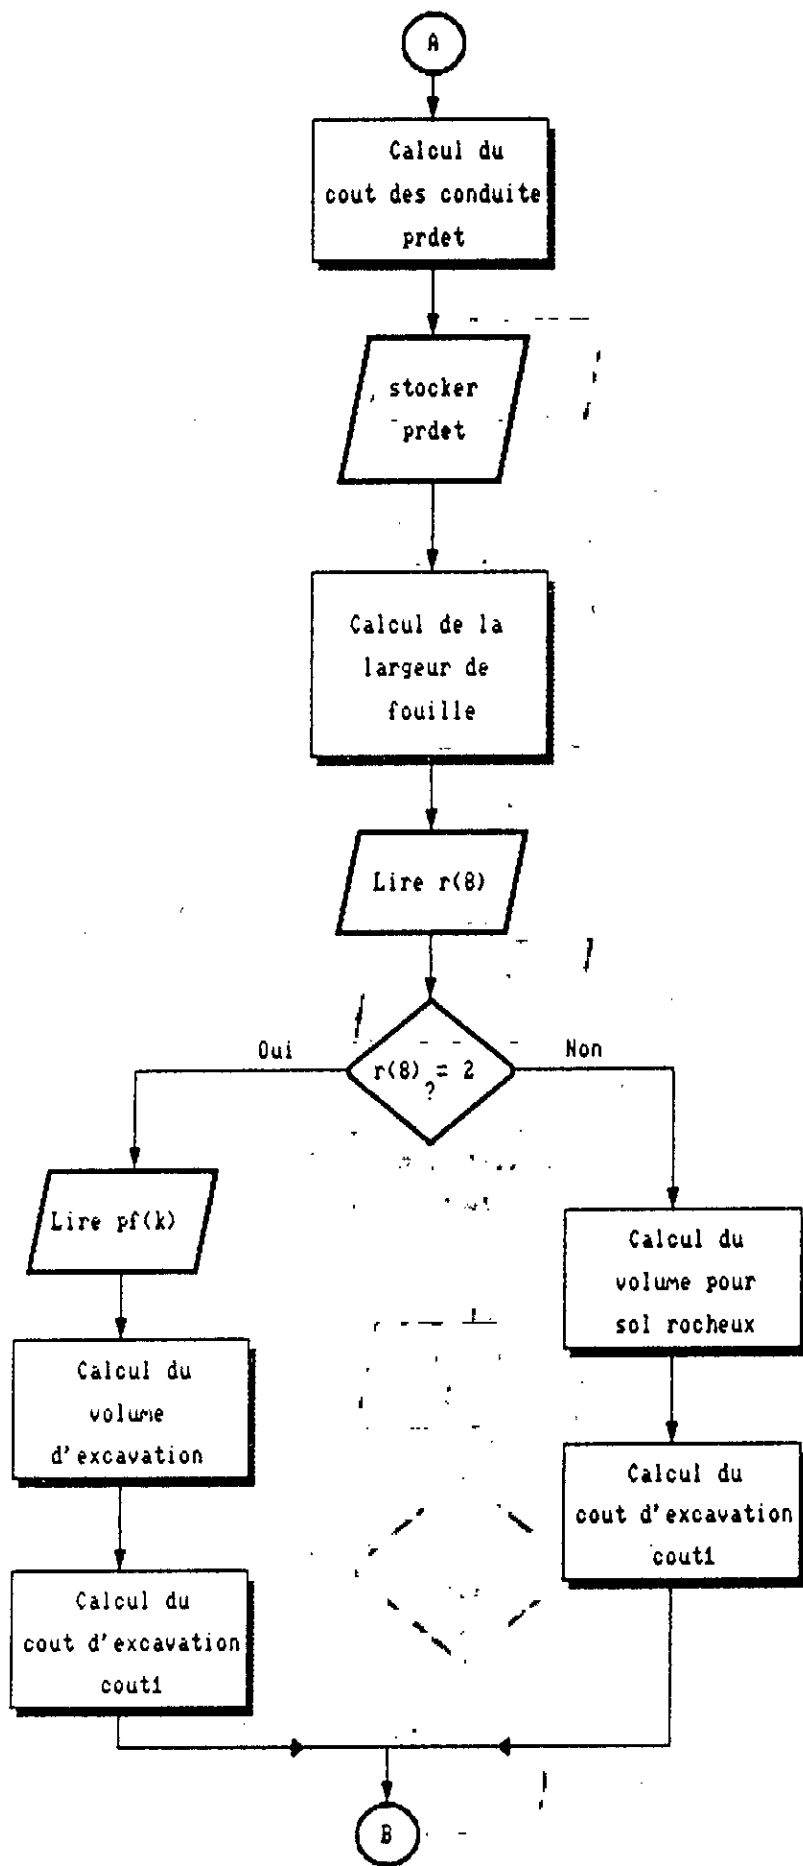 A
Calcul du
cout des conduite
prdet
stocker
prdet
Calcul de la
largeur de
fouille
Lire r(8)
Oui
Non
r(8) = 2
?
Lire pf(k)
Calcul du
volume pour
sol rocheux
Calcul du
volume
d'excavation
Calcul du
cout d'excavation
cout1
Calcul du
cout d'excavation
cout1
B